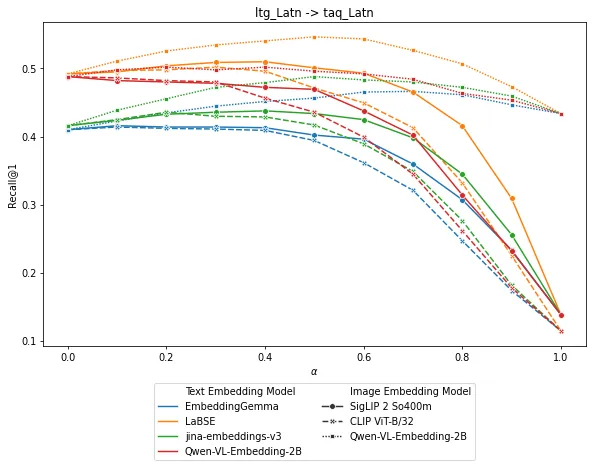 ltg_Latn -> taq_Latn
Recall@1
0.5
0.4
0.3
0.2
0.1
0.0 0.2 0.4 0.6 0.8 1.0
α
Text Embedding Model Image Embedding Model
EmbeddingGemma SigLIP 2 So400m
LaBSE CLIP ViT-B/32
jina-embeddings-v3 Qwen-VL-Embedding-2B
Qwen-VL-Embedding-2B